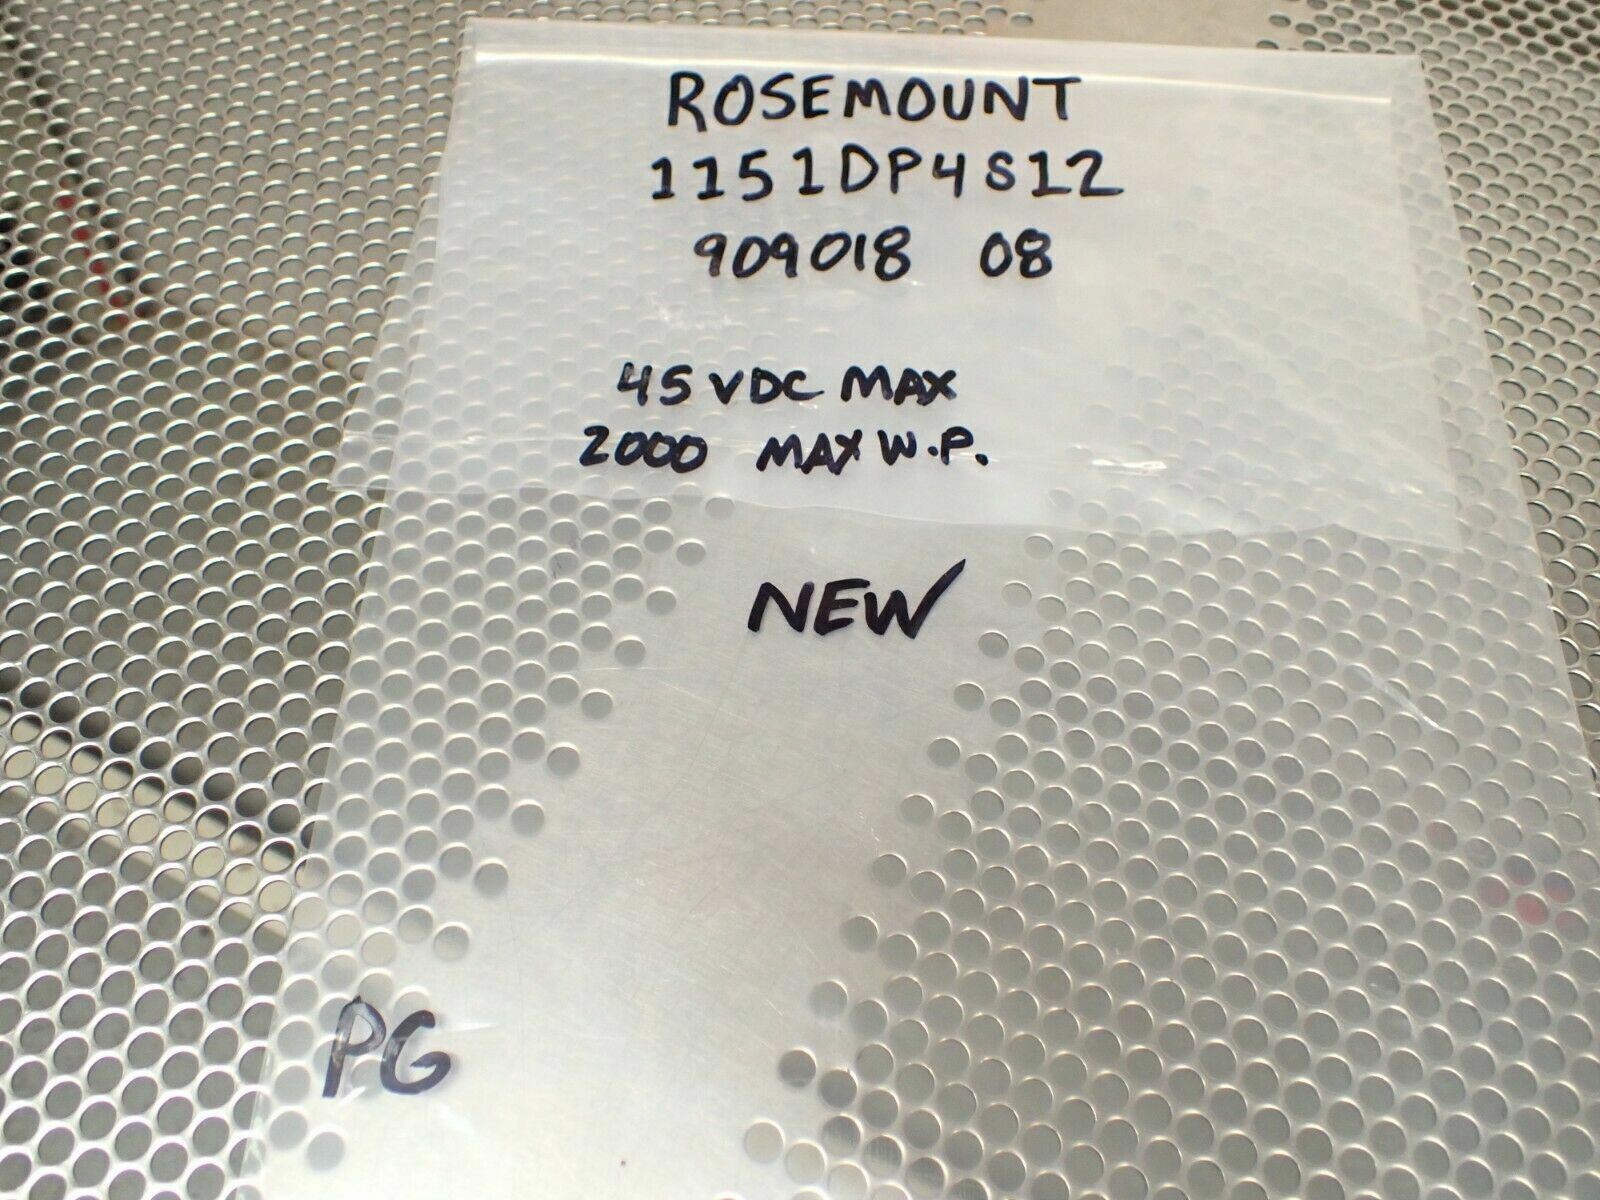 ROSEMOUNT
1151DP4S12
909018 08
45 VDC MAX
2000 MAX W.P.
NEW
PG